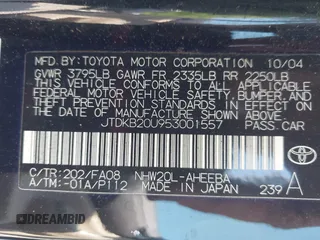 MFD.BY:TOYOTA MOTOR CORPORATION 10/04
GVWR 3795LB GAWR FR 2335LB RR 2250LB
THIS VEHICLE CONFORMS TO ALL APPLICABLE
FEDERAL MOTOR VEHICLE SAFETY, BUMPER AND
THEFT PREVENTION STANDARDS IN EFFECT ON
THE DATE OF MANUFACTURE SHOWN ABOVE.
JTDKB20U953001557 PASS.CAR
C/TR:202/FA08 NHW20L-AHEEBA
A/TM:-01A/P112 MADE IN JAPAN 239 A
TOYOTA
DREAMBID